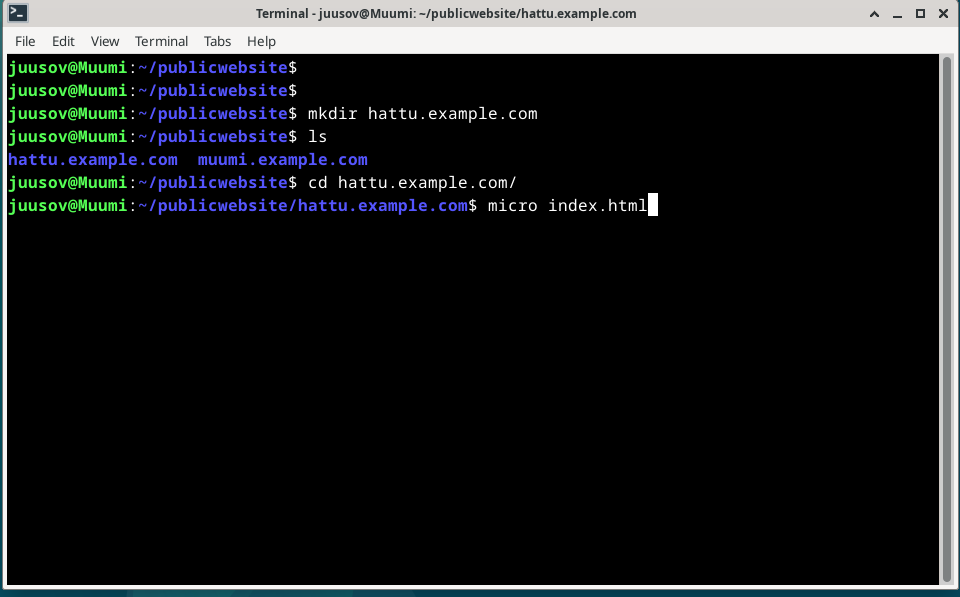 Terminal - juusov@Muumi: ~/publicwebsite/hattu.example.com
File Edit View Terminal Tabs Help
juusov@Muumi:~/publicwebsite$
juusov@Muumi:~/publicwebsite$
juusov@Muumi:~/publicwebsite$ mkdir hattu.example.com
juusov@Muumi:~/publicwebsite$ ls
hattu.example.com  muumi.example.com
juusov@Muumi:~/publicwebsite$ cd hattu.example.com/
juusov@Muumi:~/publicwebsite/hattu.example.com$ micro index.html